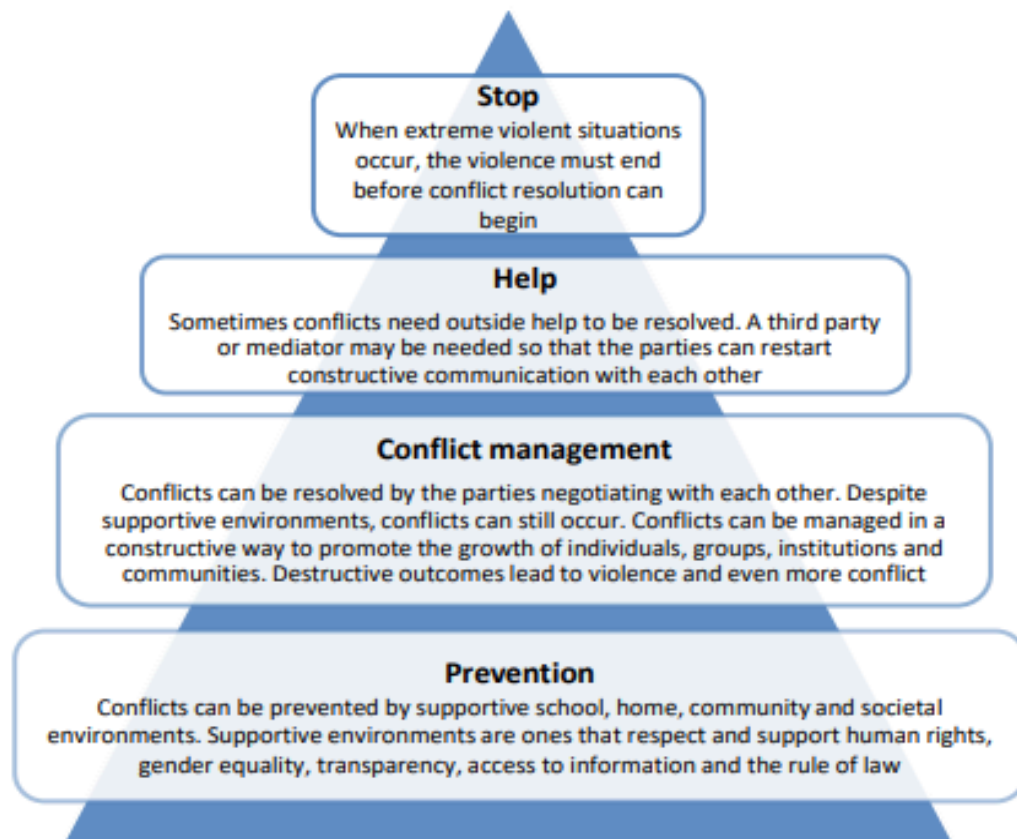 Stop
When extreme violent situations
occur, the violence must end
before conflict resolution can
begin
Help
Sometimes conflicts need outside help to be resolved. A third party
or mediator may be needed so that the parties can restart
constructive communication with each other
Conflict management
Conflicts can be resolved by the parties negotiating with each other. Despite
supportive environments, conflicts can still occur. Conflicts can be managed in a
constructive way to promote the growth of individuals, groups, institutions and
communities. Destructive outcomes lead to violence and even more conflict
Prevention
Conflicts can be prevented by supportive school, home, community and societal
environments. Supportive environments are ones that respect and support human rights,
gender equality, transparency, access to information and the rule of law